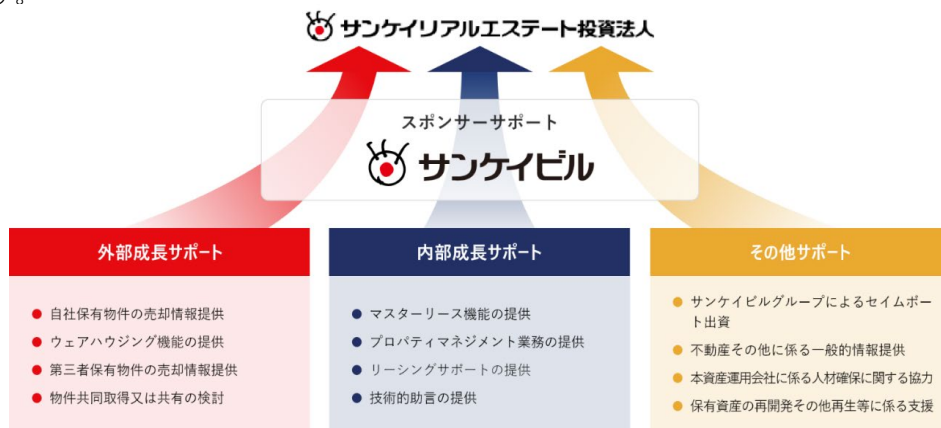 す。
サンケイリアルエステート投資法人
スポンサーサポート
サンケイビル
外部成長サポート
自社保有物件の売却情報提供
ウェアハウジング機能の提供
第三者保有物件の売却情報提供
物件共同取得又は共有の検討
内部成長サポート
マスターリース機能の提供
プロパティマネジメント業務の提供
リーシングサポートの提供
技術的助言の提供
その他サポート
サンケイビルグループによるセイムボー
ト出資
不動産その他に係る一般的情報提供
本資産運用会社に係る人材確保に関する協力
保有資産の再開発その他再生等に係る支援